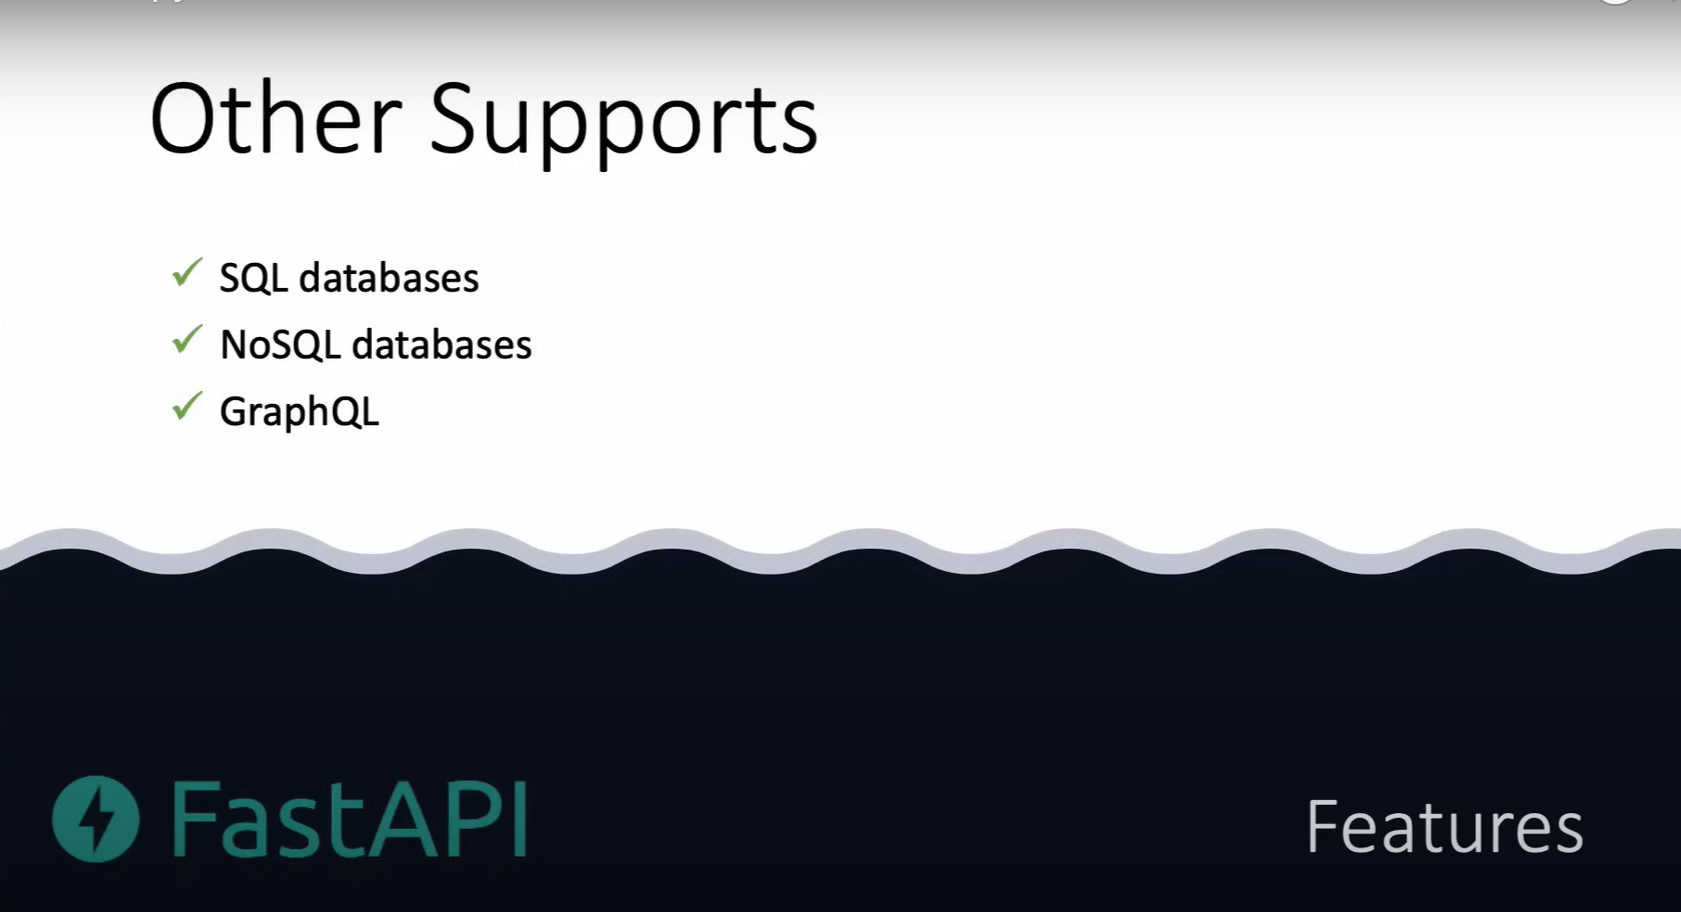 Other Supports
SQL databases
NoSQL databases
GraphQL
FastAPI
Features